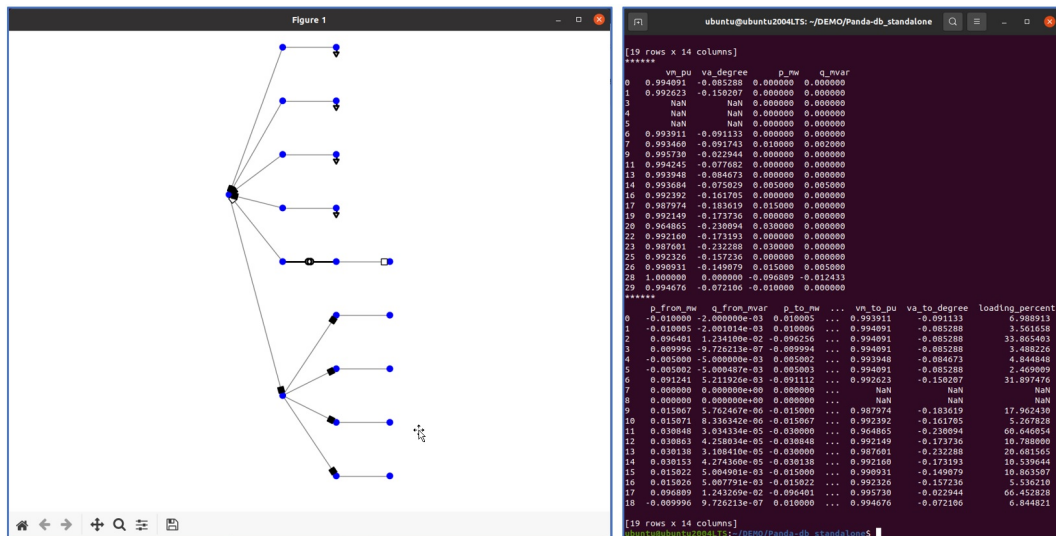 Figure 1
ubuntu@ubuntu2004LTS: ~/DEMO/Panda-db_standalone
[19 rows x 14 columns]
******
vm_pu va_degree p_mw q_mvar
0 0.994091 -0.085288 0.000000 0.000000
1 0.992623 -0.150207 0.000000 0.000000
3 NaN NaN 0.000000 0.000000
4 NaN NaN 0.000000 0.000000
5 NaN NaN 0.000000 0.000000
6 0.993911 -0.091133 0.000000 0.000000
7 0.993460 -0.091743 0.010000 0.002000
9 0.995730 -0.022944 0.000000 0.000000
11 0.994245 -0.077682 0.000000 0.000000
13 0.993948 -0.084673 0.000000 0.000000
14 0.993684 -0.075029 0.005000 0.005000
16 0.992392 -0.161705 0.000000 0.000000
17 0.987974 -0.183619 0.015000 0.000000
19 0.992149 -0.173736 0.000000 0.000000
20 0.964865 -0.230094 0.030000 0.000000
22 0.992160 -0.173193 0.000000 0.000000
23 0.987601 -0.232288 0.030000 0.000000
25 0.992326 -0.157236 0.000000 0.000000
26 0.990931 -0.149079 0.015000 0.005000
28 1.000000 0.000000 -0.096809 -0.012433
29 0.994676 -0.072106 -0.010000 0.000000
******
p_from_mw q_from_mvar p_to_mw ... vm_to_pu va_to_degree loading_percent
0 -0.010000 -2.000000e-03 0.010005 ... 0.993911 -0.091133 6.988913
1 -0.010005 -2.001014e-03 0.010006 ... 0.994091 -0.085288 3.561658
2 0.096401 1.234100e-02 -0.096256 ... 0.994091 -0.085288 33.865403
3 0.009996 -9.726213e-07 -0.009994 ... 0.994091 -0.085288 3.488226
4 -0.005000 -5.000000e-03 0.005002 ... 0.993948 -0.084673 4.844848
5 -0.005002 -5.000487e-03 0.005003 ... 0.994091 -0.085288 2.469009
6 0.091241 5.211926e-03 -0.091112 ... 0.992623 -0.150207 31.897476
7 0.000000 0.000000e+00 0.000000 ... NaN NaN NaN
8 0.000000 0.000000e+00 0.000000 ... NaN NaN NaN
9 0.015067 5.762467e-06 -0.015000 ... 0.987974 -0.183619 17.962430
10 0.015071 8.336342e-06 -0.015067 ... 0.992392 -0.161705 5.267828
11 0.030848 3.034334e-05 -0.030000 ... 0.964865 -0.230094 60.646054
12 0.030863 4.258034e-05 -0.030848 ... 0.992149 -0.173736 10.788000
13 0.030138 3.108410e-05 -0.030000 ... 0.987601 -0.232288 20.681565
14 0.030153 4.274360e-05 -0.030138 ... 0.992160 -0.173193 10.539644
15 0.015022 5.004901e-03 -0.015000 ... 0.990931 -0.149079 10.863507
16 0.015026 5.007791e-03 -0.015022 ... 0.992326 -0.157236 5.536210
17 0.096809 1.243269e-02 -0.096401 ... 0.995730 -0.022944 66.452828
18 -0.009996 9.726213e-07 0.010000 ... 0.994676 -0.072106 6.844821
[19 rows x 14 columns]
ubuntu@ubuntu2004LTS:~/DEMO/Panda-db_standalone$